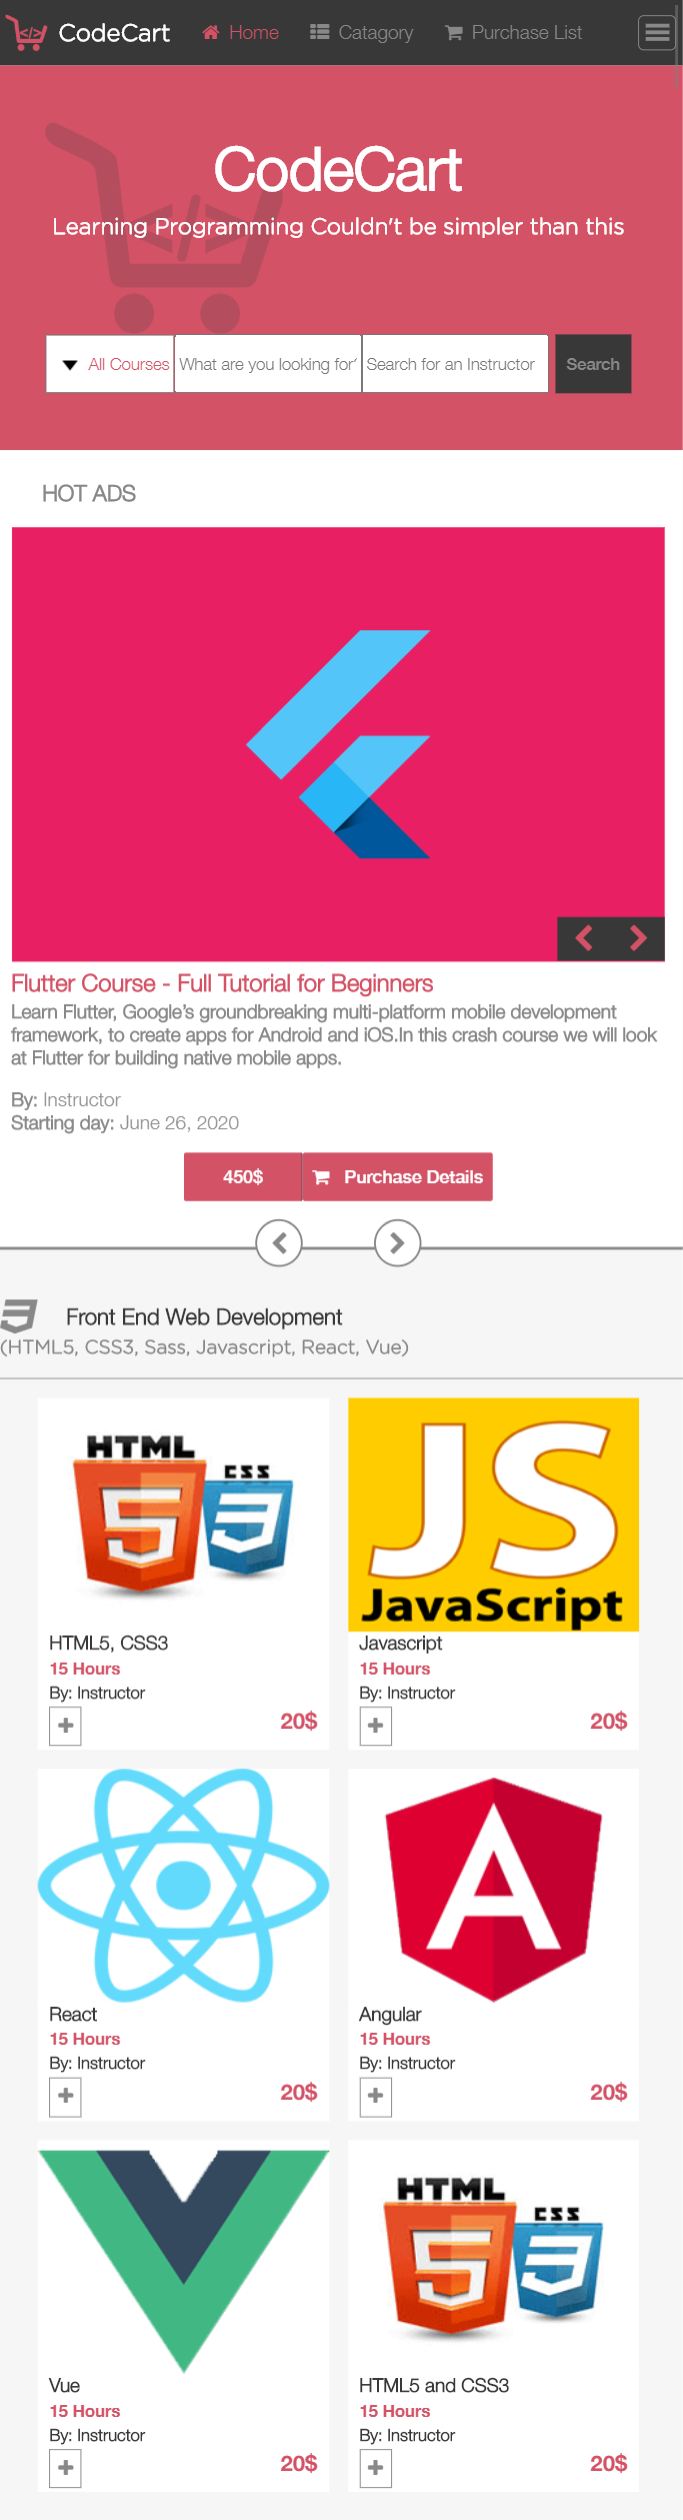 CodeCart Home Catagory Purchase List
CodeCart
Learning Programming Couldn't be simpler than this
All Courses What are you looking for Search for an Instructor Search
HOT ADS
Flutter Course - Full Tutorial for Beginners
Learn Flutter, Google's groundbreaking multi-platform mobile development
framework, to create apps for Android and iOS.In this crash course we will look
at Flutter for building native mobile apps.
By: Instructor
Starting day: June 26, 2020
450$ Purchase Details
Front End Web Development
(HTML5, CSS3, Sass, Javascript, React, Vue)
HTML
CSS
5
3
JS
JavaScript
HTML5, CSS3
15 Hours
By: Instructor
20$
Javascript
15 Hours
By: Instructor
20$
A
React
15 Hours
By: Instructor
20$
Angular
15 Hours
By: Instructor
20$
HTML
CSS
5
3
Vue
15 Hours
By: Instructor
20$
HTML5 and CSS3
15 Hours
By: Instructor
20$